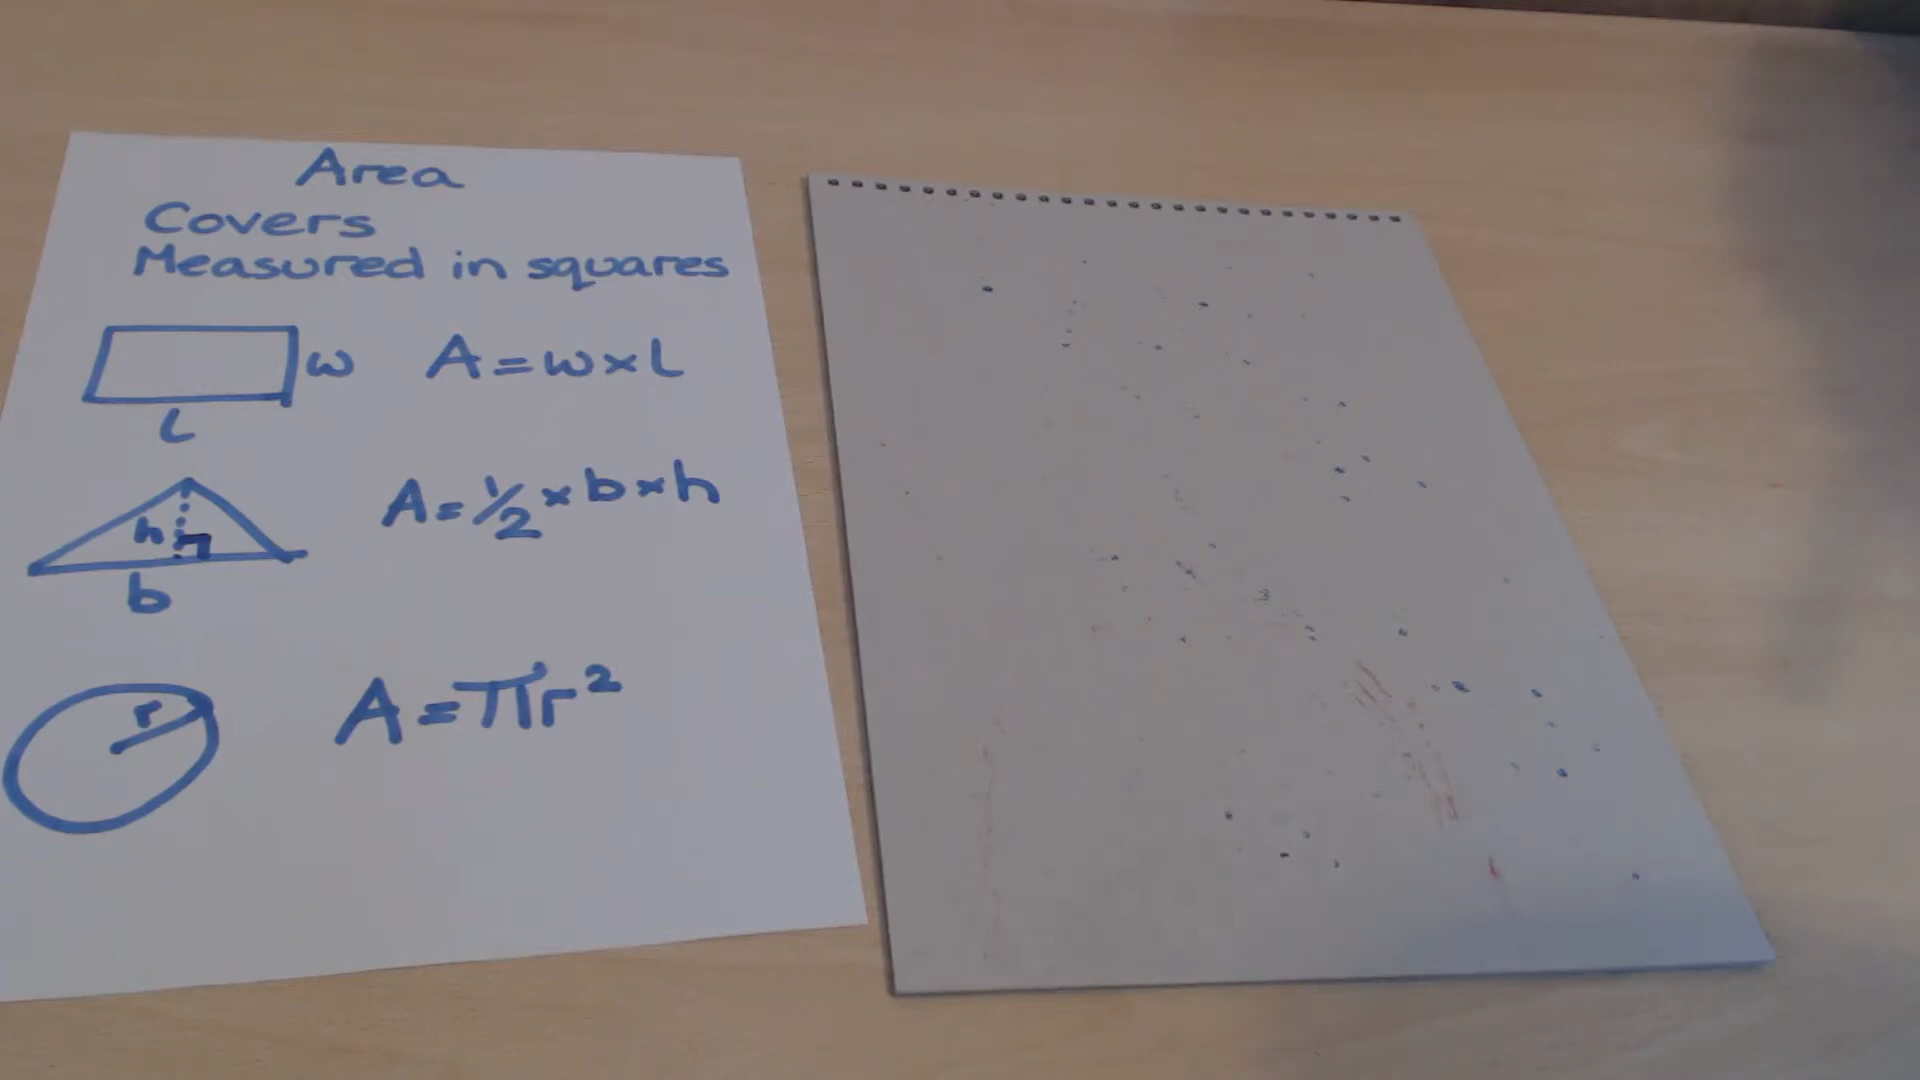 Area
Covers
Measured in squares
w A = w × L
L
h A = 1/2 × b × h
b
r A = πr²